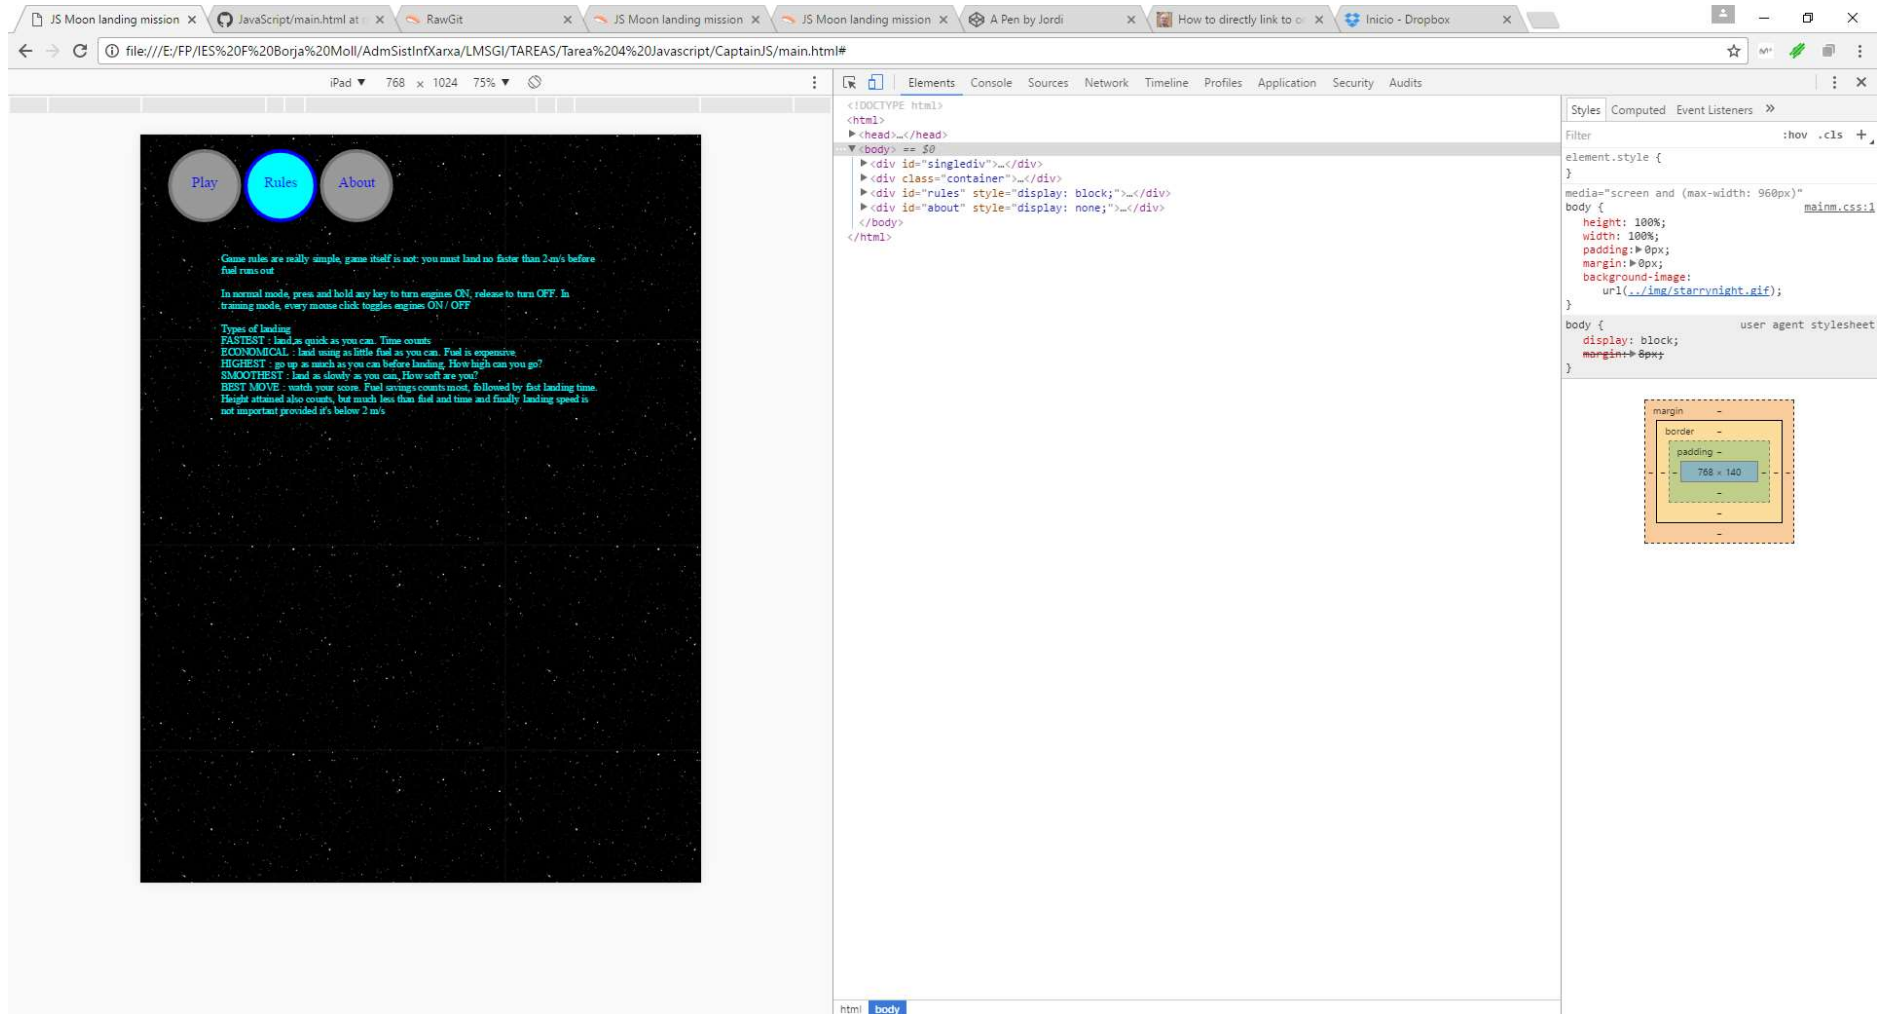 JS Moon landing mission
JavaScript/main.html at
RawGit
JS Moon landing mission
JS Moon landing mission
A Pen by Jordi
How to directly link to
Inicio - Dropbox
file:///E:/FP/IES%20F%20Borja%20Moll/AdmSistInfXarxa/LMSGI/TAREAS/Tarea%204%20Javascript/CaptainJS/main.html#
iPad ▼ 768 × 1024 75% ▼
Elements Console Sources Network Timeline Profiles Application Security Audits
Play
Rules
About
Game rules are really simple, game itself is not: you must land no faster than 2 m/s before
fuel runs out
In normal mode, press and hold any key to turn engines ON, release to turn OFF. In
training mode, every mouse click toggles engines ON / OFF
Types of landing
FASTEST : land as quick as you can. Time counts
ECONOMICAL : land using as little fuel as you can. Fuel is expensive
HIGHEST : go up as much as you can before landing. How high can you go?
SMOOTHEST : land as slowly as you can. How soft are you?
BEST MOVE : watch your score. Fuel savings counts most, followed by fast landing time.
Height attained also counts, but much less than fuel and time and finally landing speed is
not important provided it's below 2 m/s
<!DOCTYPE html>
<html>
▶<head>…</head>
▼<body> == $0
▶<div id="singlediv">…</div>
▶<div class="container">…</div>
▶<div id="rules" style="display: block;">…</div>
▶<div id="about" style="display: none;">…</div>
</body>
</html>
html body
Styles Computed Event Listeners »
Filter :hov .cls +
element.style {
}
media="screen and (max-width: 960px)"
body { mainm.css:1
height: 100%;
width: 100%;
padding:▶0px;
margin:▶0px;
background-image:
url(../img/starrynight.gif);
}
body { user agent stylesheet
display: block;
margin:▶8px;
}
margin -
border -
padding -
- - - 768 × 140 - - -
-
-
-